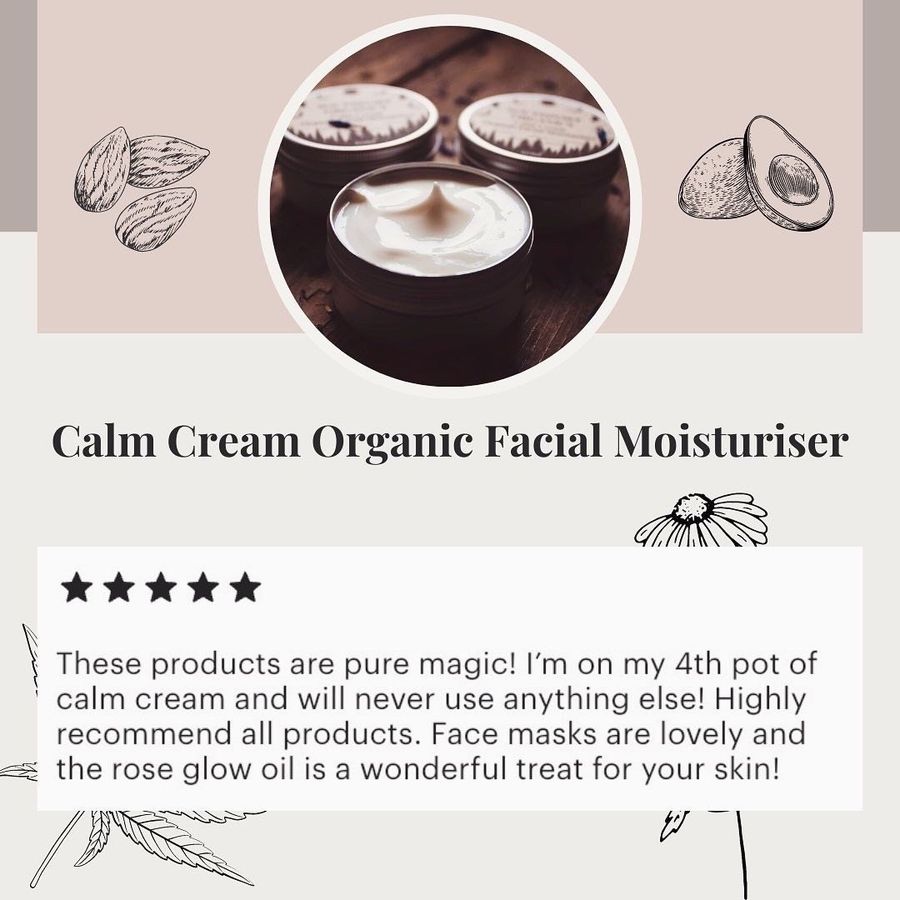 Calm Cream Organic Facial Moisturiser
These products are pure magic! I'm on my 4th pot of
calm cream and will never use anything else! Highly
recommend all products. Face masks are lovely and
the rose glow oil is a wonderful treat for your skin!